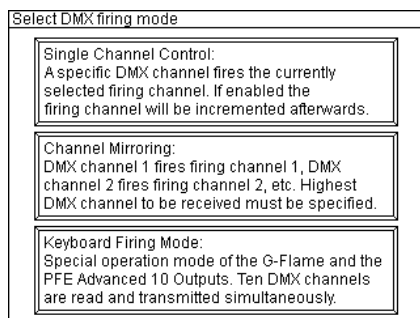 Select DMX firing mode
Single Channel Control:
A specific DMX channel fires the currently
selected firing channel. If enabled the
firing channel will be incremented afterwards.
Channel Mirroring:
DMX channel 1 fires firing channel 1, DMX
channel 2 fires firing channel 2, etc. Highest
DMX channel to be received must be specified.
Keyboard Firing Mode:
Special operation mode of the G-Flame and the
PFE Advanced 10 Outputs. Ten DMX channels
are read and transmitted simultaneously.